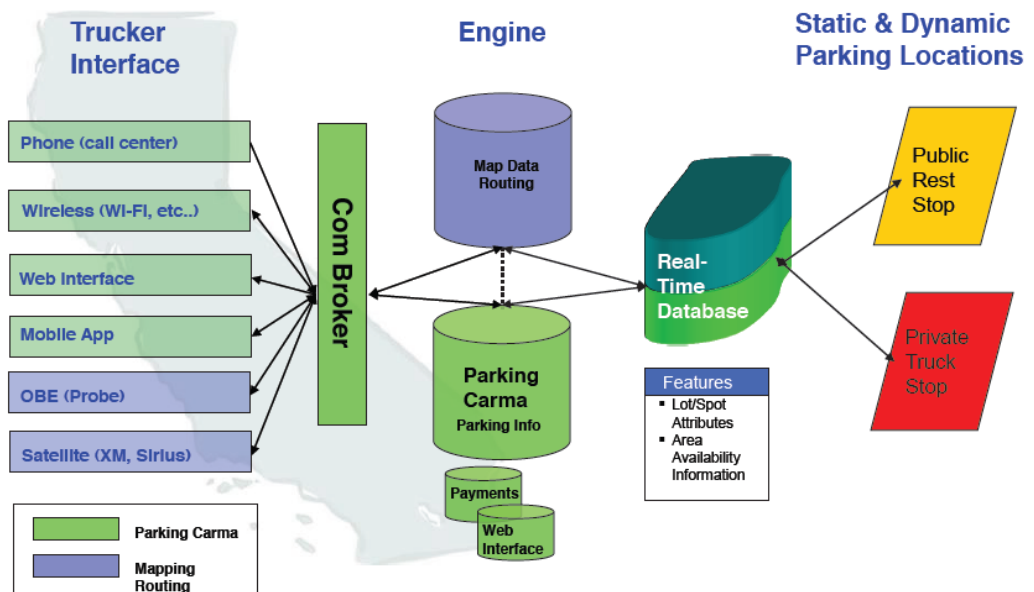 Trucker
Interface
Engine
Static & Dynamic
Parking Locations
Phone (call center)
Wireless (WI-FI, etc..)
Web Interface
Mobile App
OBE (Probe)
Satellite (XM, Sirius)
Com Broker
Map Data
Routing
Parking
Carma
Parking Info
Payments
Web
Interface
Real-
Time
Database
Features
▪ Lot/Spot
Attributes
▪ Area
Availability
Information
Public
Rest
Stop
Private
Truck
Stop
Parking Carma
Mapping
Routing